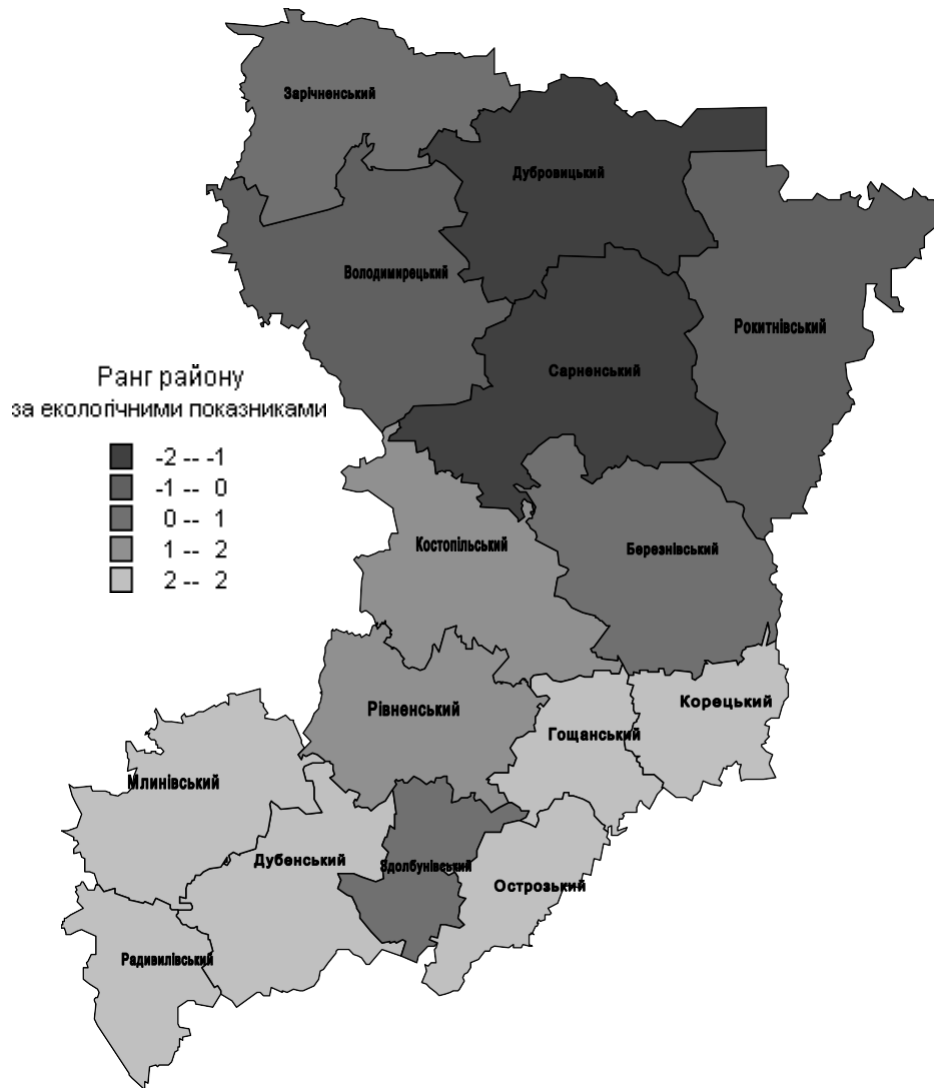 Зарічненський
Дубровицький
Володимирецький
Рокитнівський
Сарненський
Ранг району
за екологічними показниками
-2 -- -1
-1 -- 0
0 -- 1
1 -- 2
2 -- 2
Костопільський
Березнівський
Рівненський
Гощанський
Корецький
Млинівський
Дубенський
Здолбунівський
Острозький
Радивилівський